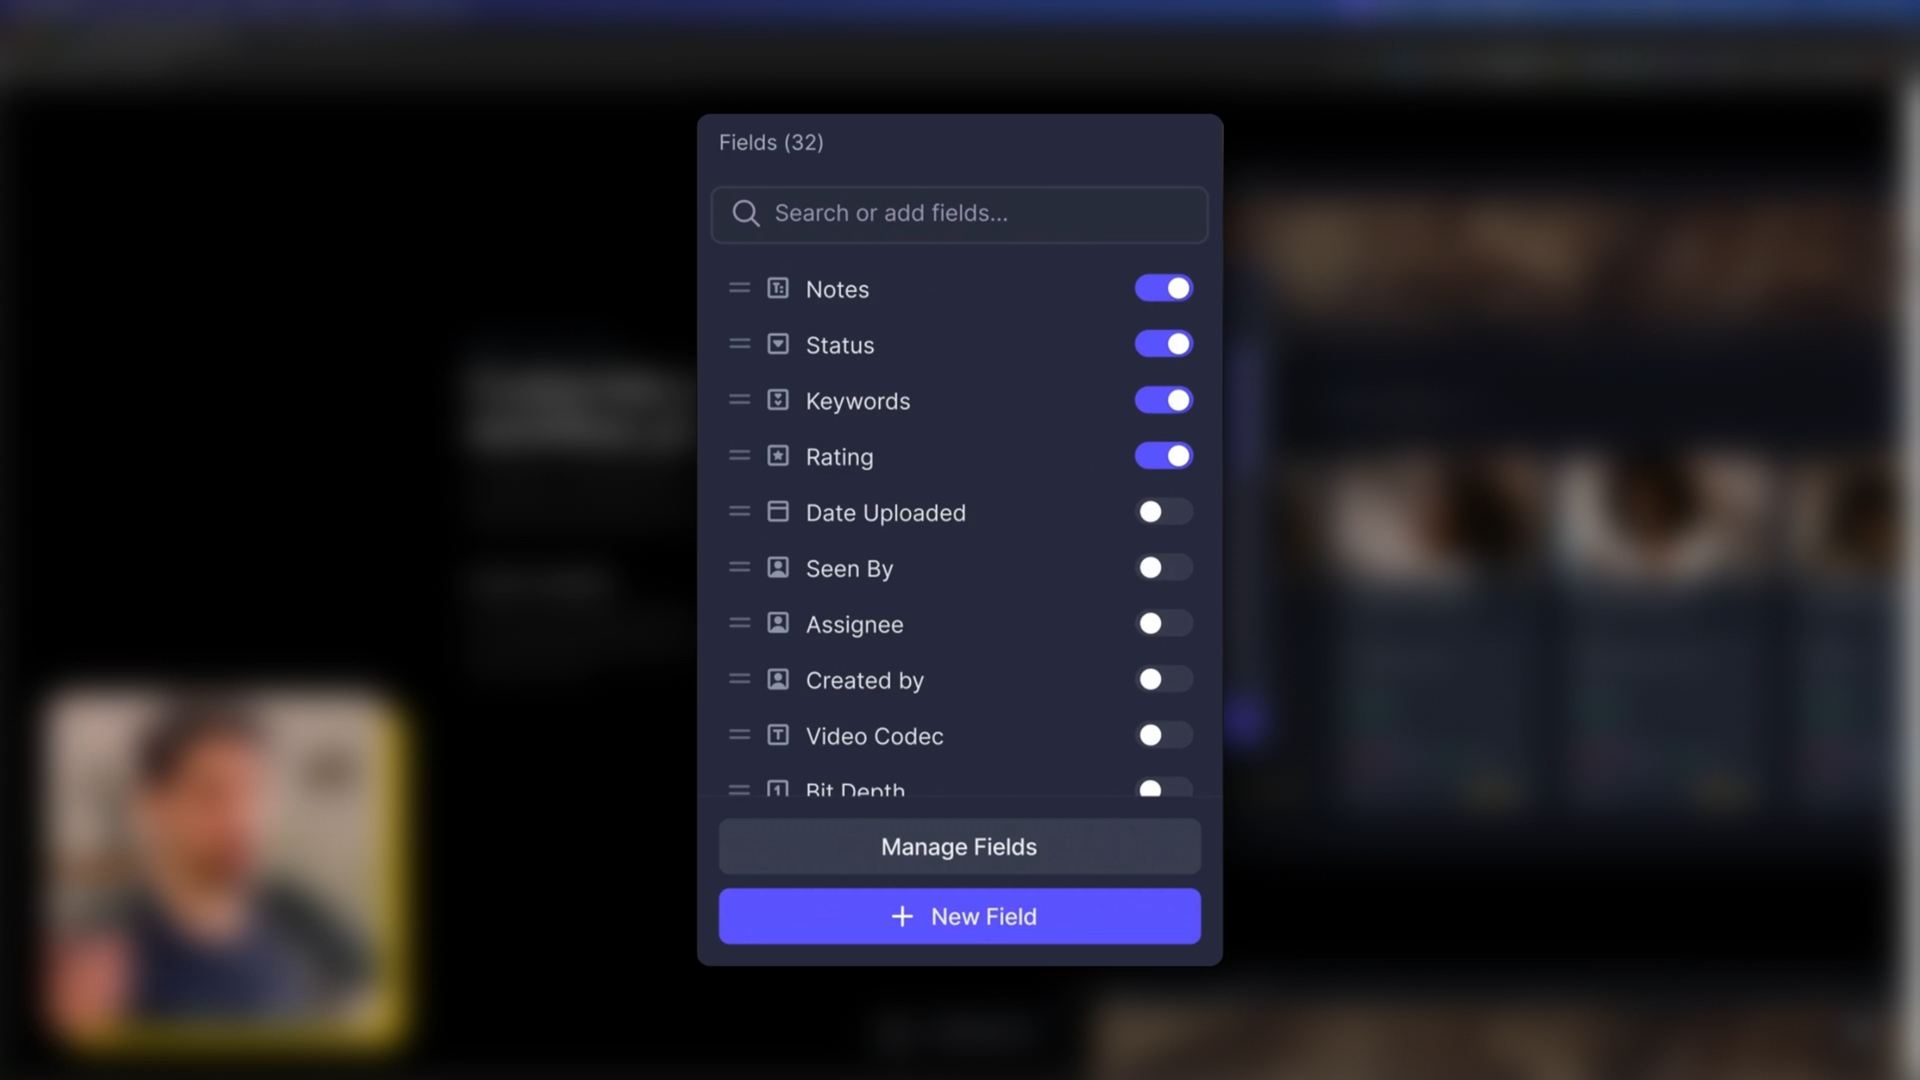 Fields (32)
Search or add fields...
Notes
Status
Keywords
Rating
Date Uploaded
Seen By
Assignee
Created by
Video Codec
Bit Depth
Manage Fields
+ New Field